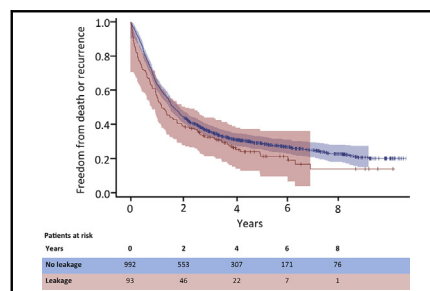 Freedom from death or recurrence
1.0
0.8
0.6
0.4
0.2
0.0
0 2 4 6 8
Years
Patients at risk
Years 0 2 4 6 8
No leakage 992 553 307 171 76
Leakage 93 46 22 7 1